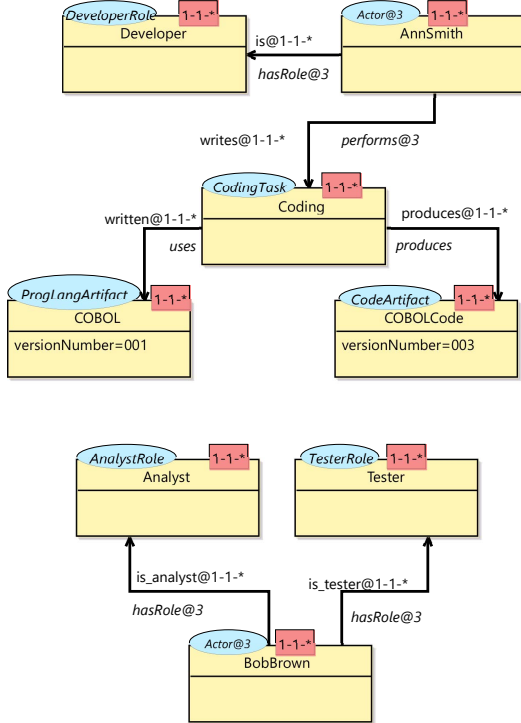 DeveloperRole 1-1-*
Developer
Actor@3 1-1-*
AnnSmith
is@1-1-*
hasRole@3
writes@1-1-*
performs@3
CodingTask 1-1-*
Coding
written@1-1-*
uses
produces@1-1-*
produces
ProgLangArtifact 1-1-*
COBOL
versionNumber=001
CodeArtifact 1-1-*
COBOLCode
versionNumber=003
AnalystRole 1-1-*
Analyst
TesterRole 1-1-*
Tester
is_analyst@1-1-*
hasRole@3
is_tester@1-1-*
hasRole@3
Actor@3 1-1-*
BobBrown